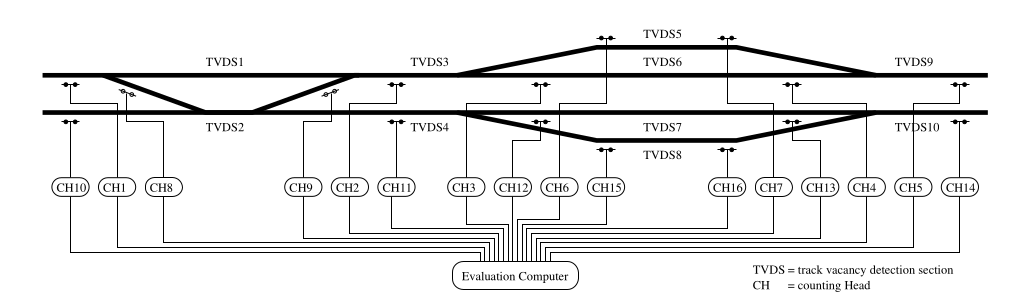 TVDS5
TVDS1 TVDS3 TVDS6 TVDS9
TVDS2 TVDS4 TVDS7 TVDS10
TVDS8
CH10 CH1 CH8 CH9 CH2 CH11 CH3 CH12 CH6 CH15 CH16 CH7 CH13 CH4 CH5 CH14
Evaluation Computer
TVDS = track vacancy detection section
CH = counting Head